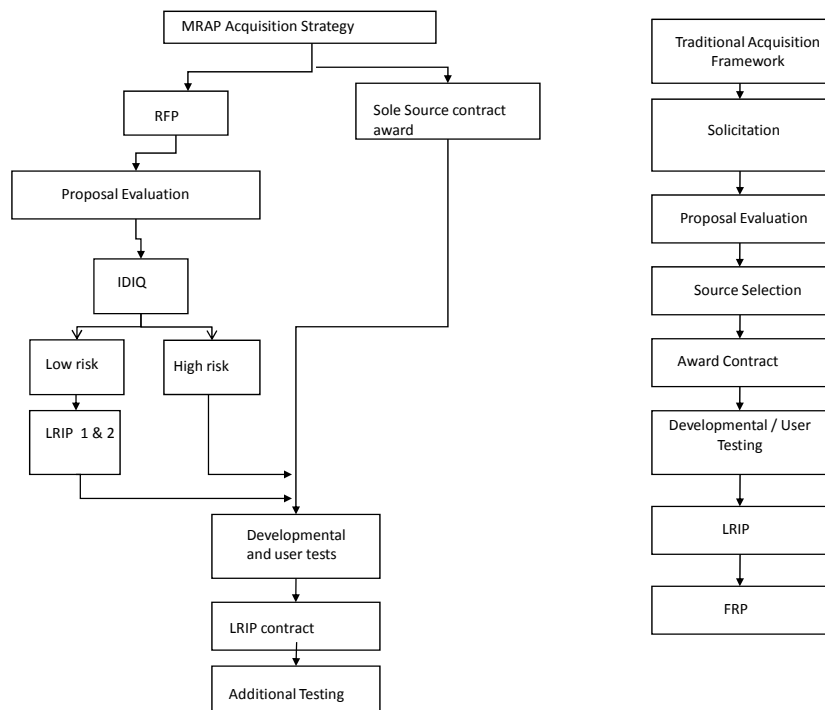 MRAP Acquisition Strategy
RFP
Sole Source contract
award
Proposal Evaluation
IDIQ
Low risk
High risk
LRIP 1 & 2
Developmental
and user tests
LRIP contract
Additional Testing
Traditional Acquisition
Framework
Solicitation
Proposal Evaluation
Source Selection
Award Contract
Developmental / User
Testing
LRIP
FRP